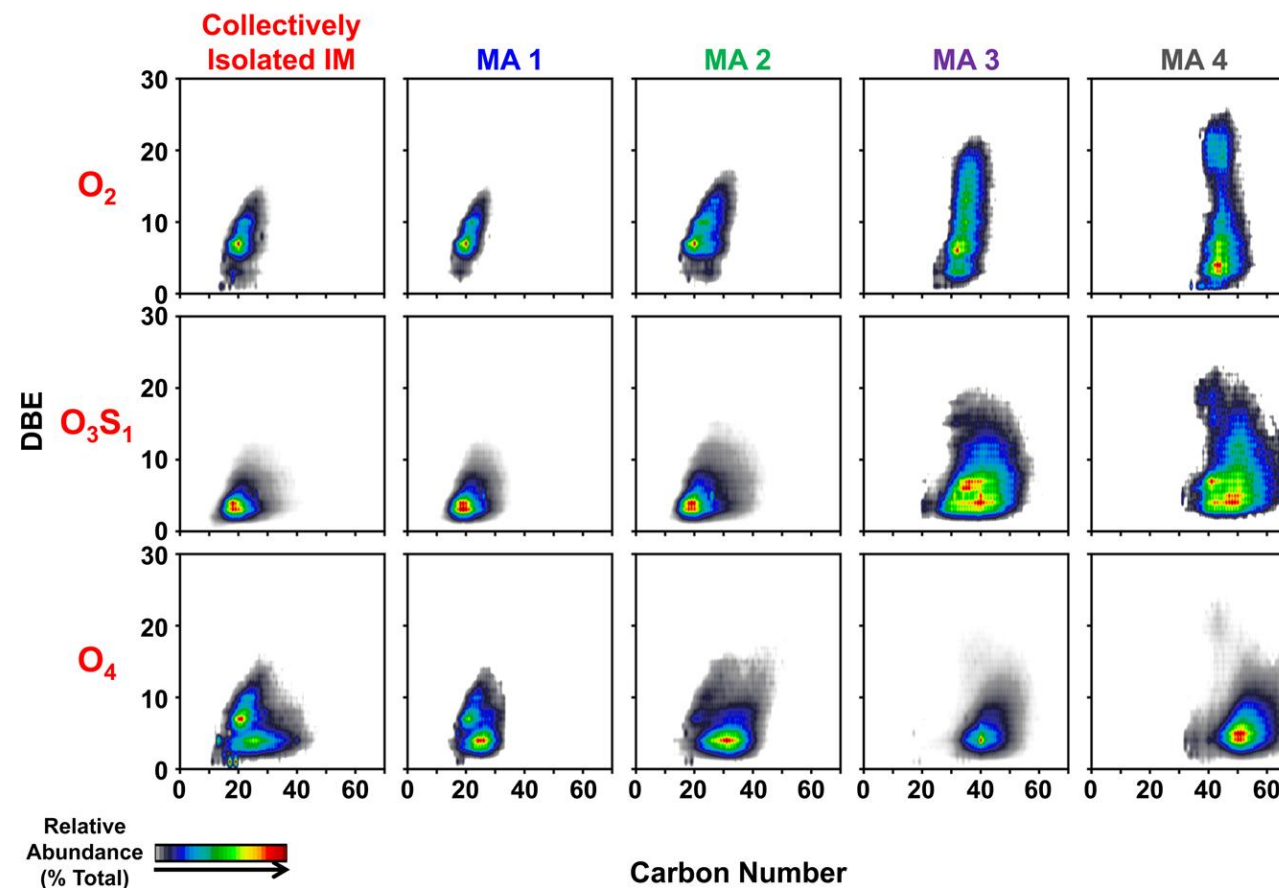 Collectively
Isolated IM
MA 1
MA 2
MA 3
MA 4
30
20
10
0
O₂
30
20
10
0
O₃S₁
DBE
30
20
10
0
O₄
0 20 40 60
0 20 40 60
0 20 40 60
0 20 40 60
0 20 40 60
Relative
Abundance
(% Total)
Carbon Number